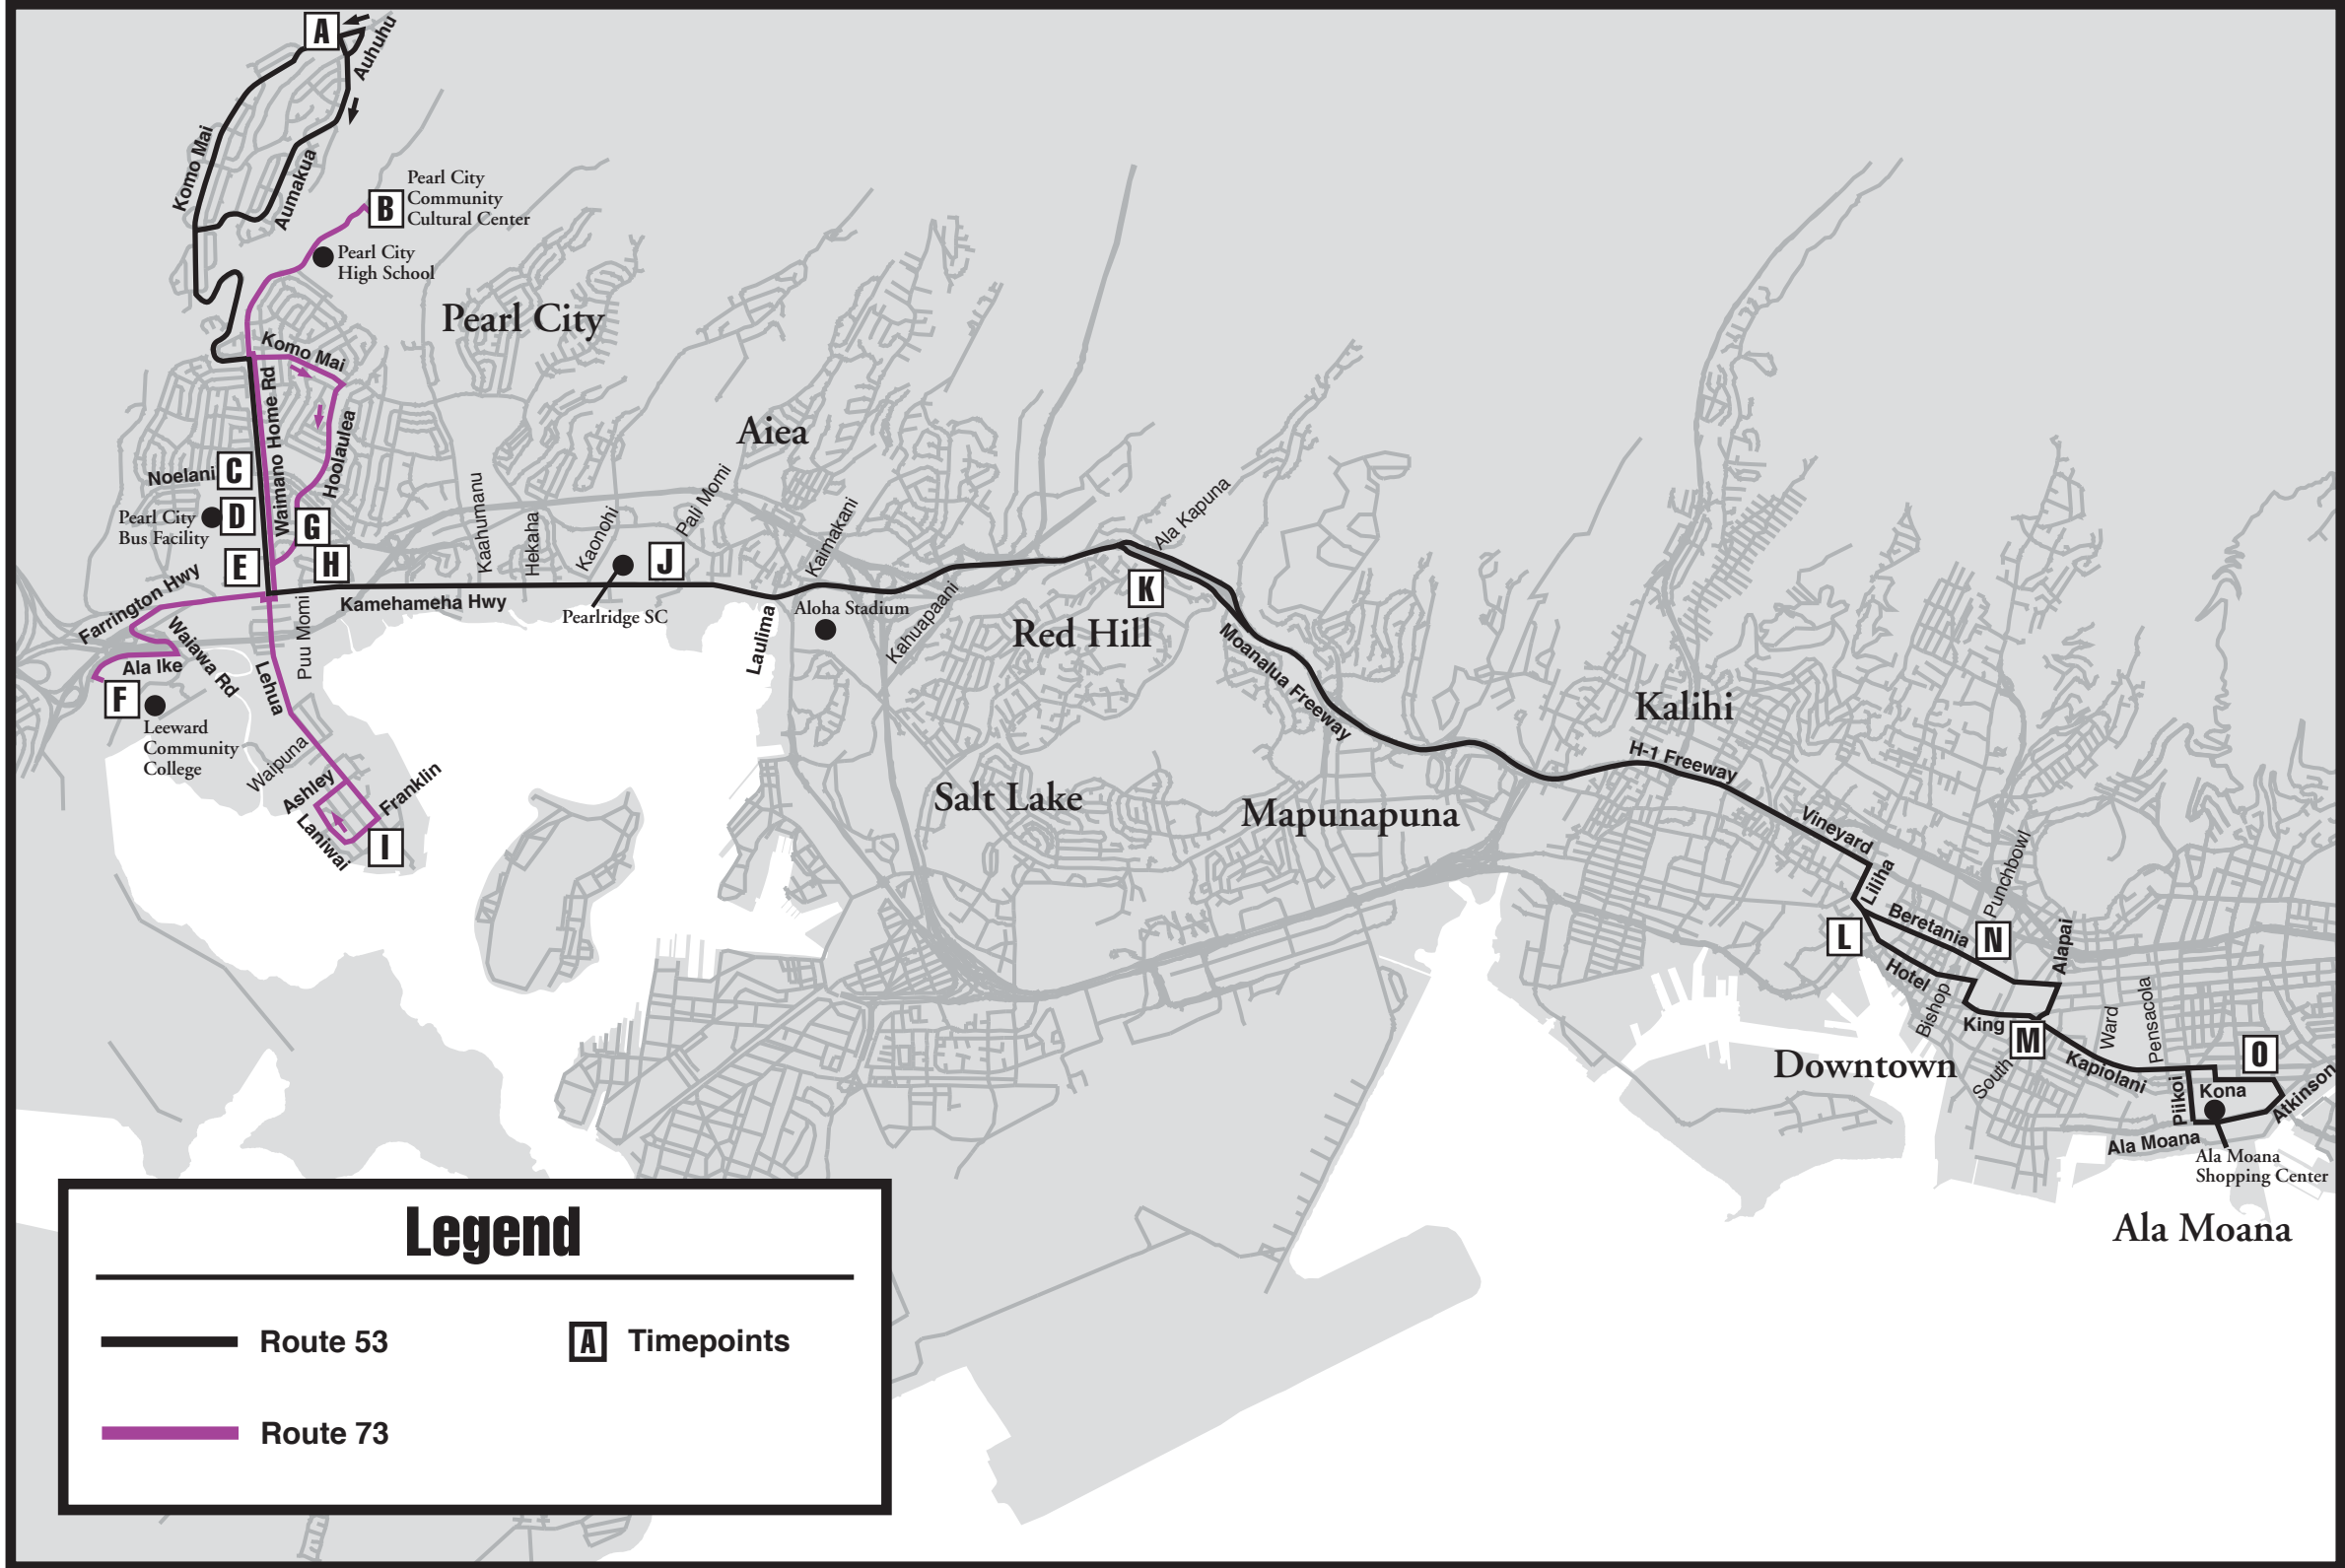 A
Auhuhu
Komo Mai
Aumakua
B
Pearl City
Community
Cultural Center
Pearl City
High School
Pearl City
Komo Mai
Waimano Home Rd
Hoolaulea
Noelani
C
Pearl City
Bus Facility
D
G
E
H
Aiea
Kaahumanu
Hekaha
Kaonohi
Pali Momi
J
Kaimakani
Ala Kapuna
K
Farrington Hwy
Kamehameha Hwy
Pearlridge SC
Laulima
Aloha Stadium
Kahuapaani
Red Hill
Moanalua Freeway
Puu Momi
Waiawa Rd
Ala Ike
Lehua
F
Leeward
Community
College
Waipuna
Ashley
Franklin
Laniwai
I
Salt Lake
Mapunapuna
Kalihi
H-1 Freeway
Vineyard
Liliha
Punchbowl
L
Beretania
N
Alapai
Hotel
Bishop
King
M
Ward
Pensacola
Downtown
South
Kapiolani
O
Piikoi
Kona
Atkinson
Ala Moana
Ala Moana
Shopping Center
Ala Moana
Legend
Route 53
A Timepoints
Route 73